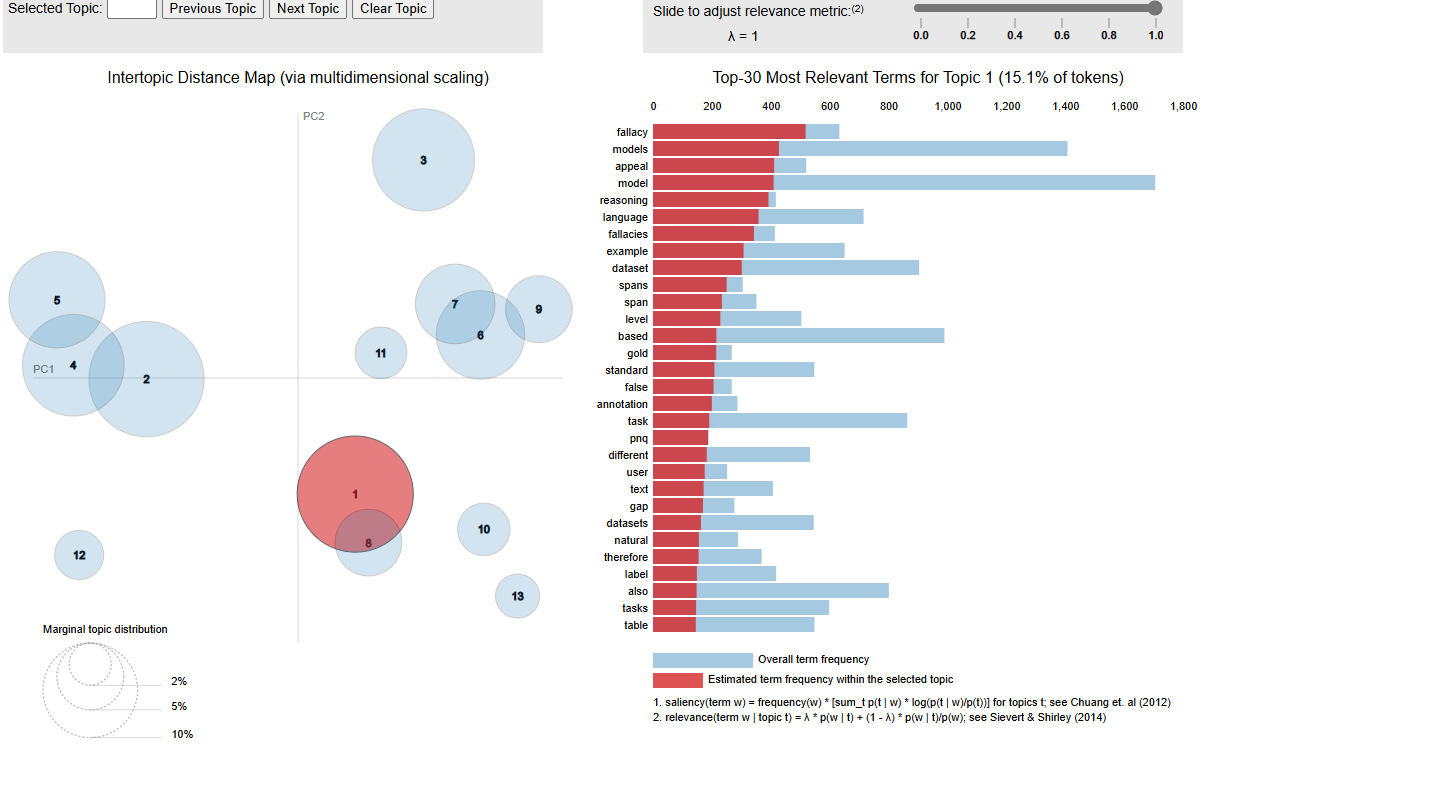 Selected Topic: Previous Topic Next Topic Clear Topic
Slide to adjust relevance metric:(2)
λ = 1
0.0 0.2 0.4 0.6 0.8 1.0
Intertopic Distance Map (via multidimensional scaling)
PC2
3
5
7
9
6
11
4
PC1
2
1
8
10
12
13
Marginal topic distribution
2%
5%
10%
Top-30 Most Relevant Terms for Topic 1 (15.1% of tokens)
0 200 400 600 800 1,000 1,200 1,400 1,600 1,800
fallacy
models
appeal
model
reasoning
language
fallacies
example
dataset
spans
span
level
based
gold
standard
false
annotation
task
pnq
different
user
text
gap
datasets
natural
therefore
label
also
tasks
table
Overall term frequency
Estimated term frequency within the selected topic
1. saliency(term w) = frequency(w) * [sum_t p(t | w) * log(p(t | w)/p(t))] for topics t; see Chuang et. al (2012)
2. relevance(term w | topic t) = λ * p(w | t) + (1 - λ) * p(w | t)/p(w); see Sievert & Shirley (2014)